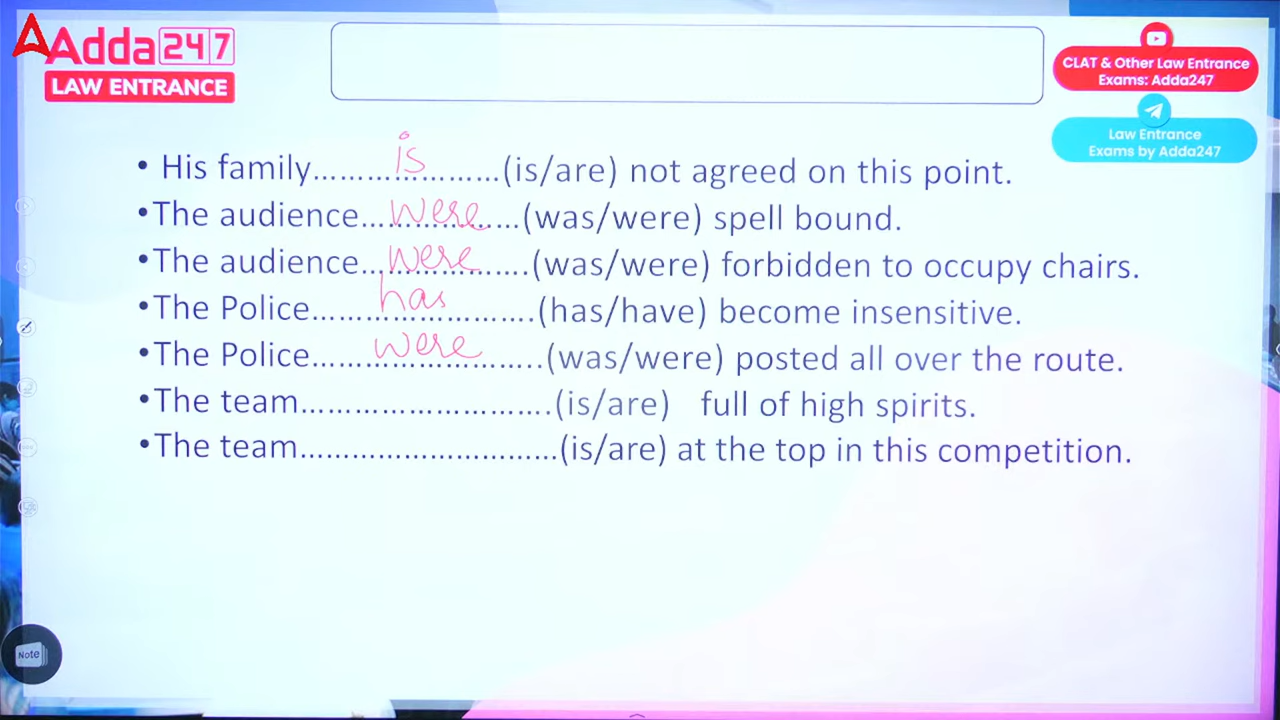 Adda247
LAW ENTRANCE
CLAT & Other Law Entrance
Exams: Adda247
Law Entrance
Exams by Adda247
• His family........is........(is/are) not agreed on this point.
•The audience...were...(was/were) spell bound.
•The audience...were...(was/were) forbidden to occupy chairs.
•The Police........has........(has/have) become insensitive.
•The Police........were........(was/were) posted all over the route.
•The team................(is/are) full of high spirits.
•The team................(is/are) at the top in this competition.
Note